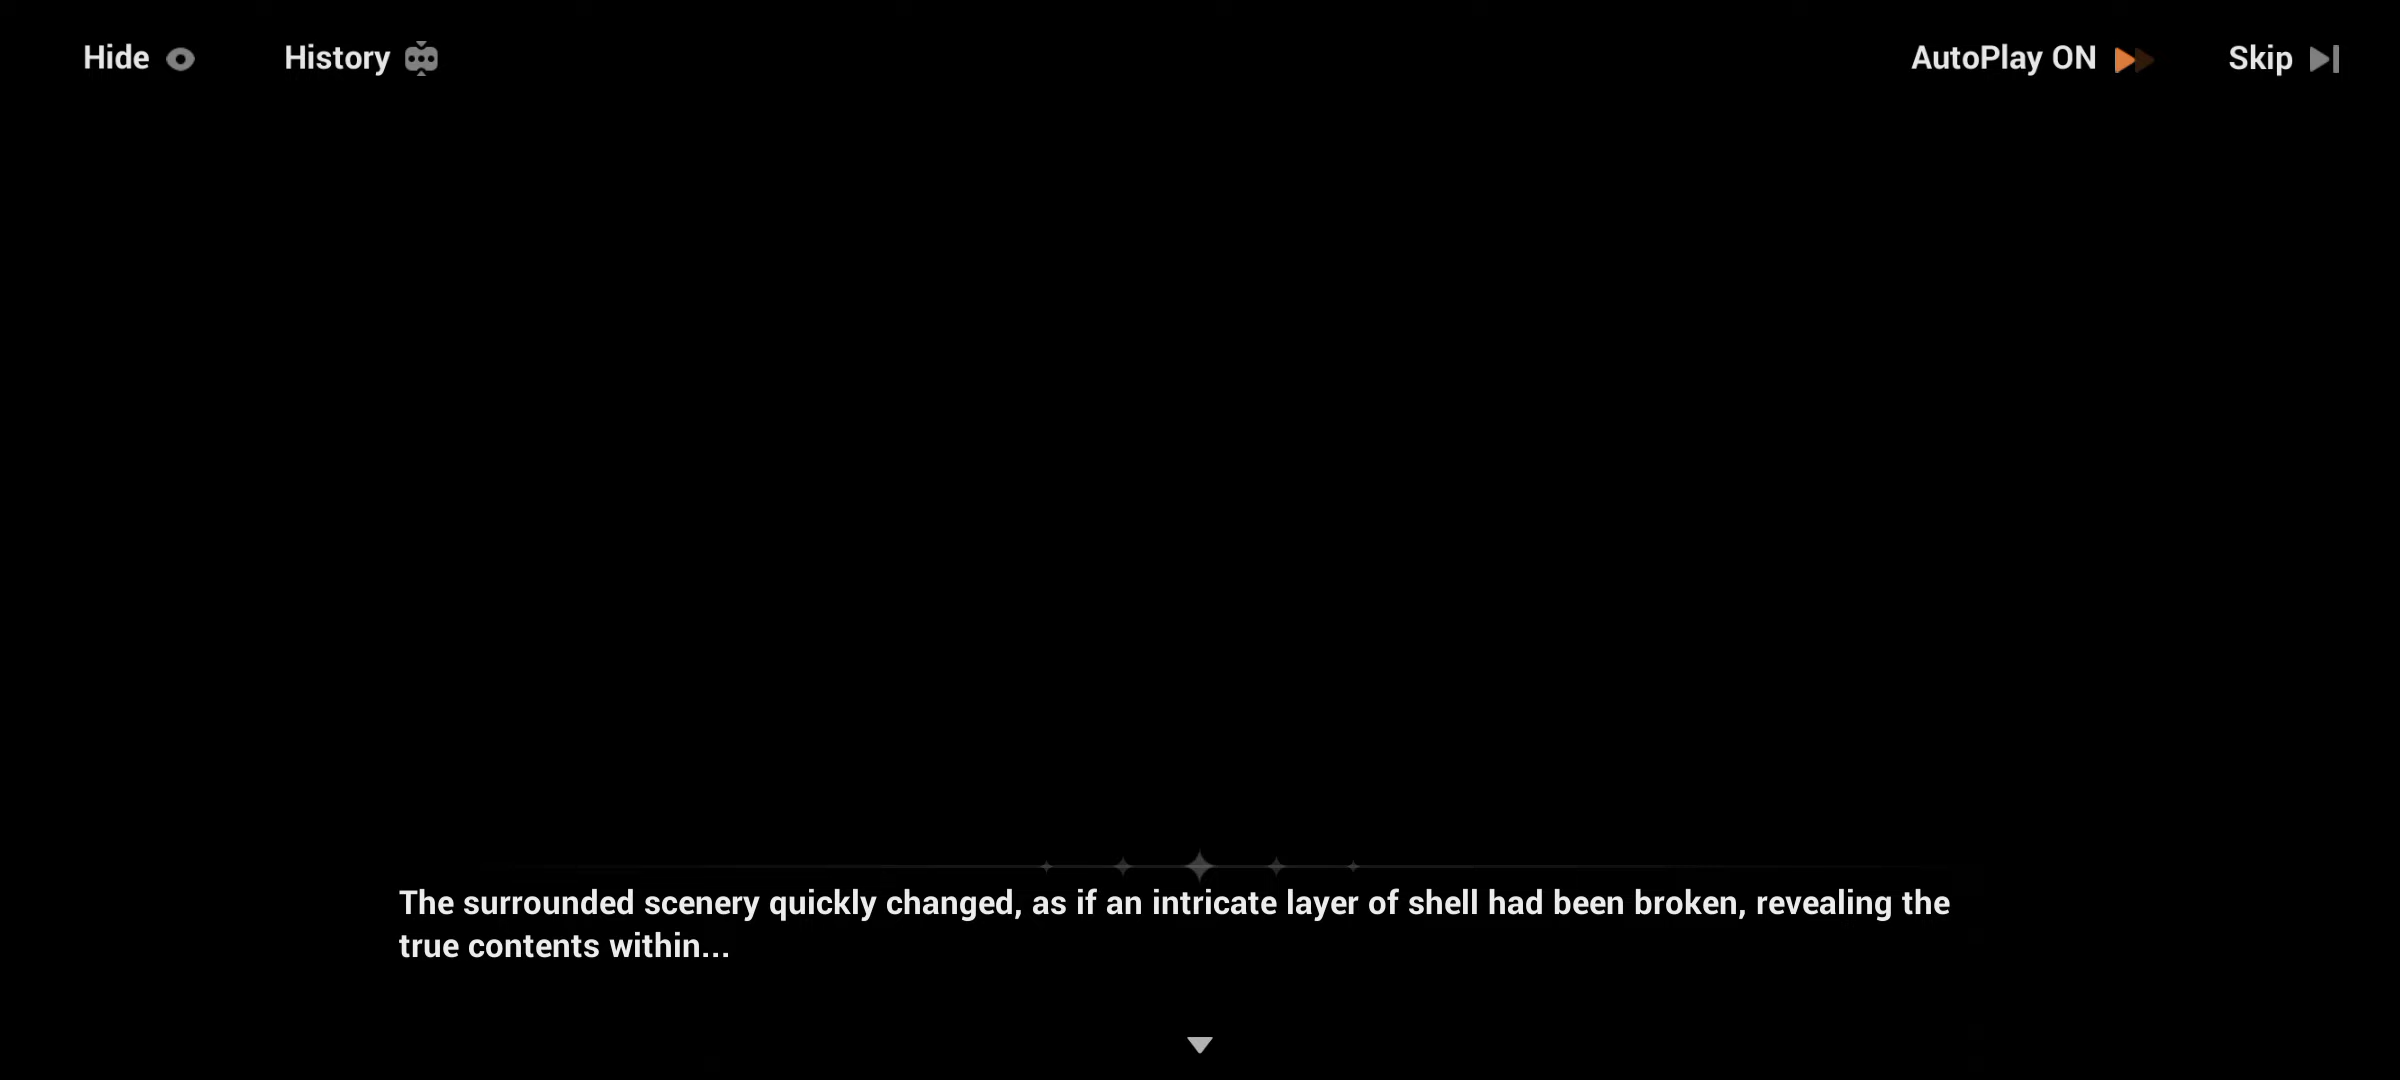 Hide
History
AutoPlay ON
Skip
The surrounded scenery quickly changed, as if an intricate layer of shell had been broken, revealing the
true contents within...